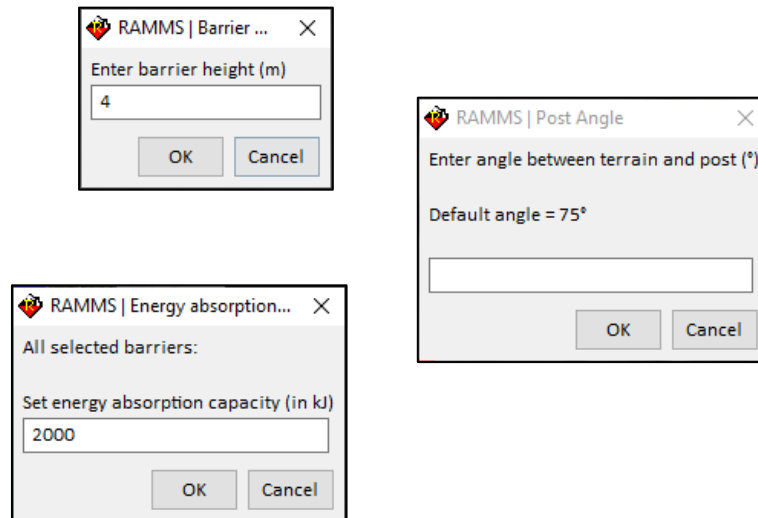 RAMMS | Barrier ...
Enter barrier height (m)
4
OK Cancel
RAMMS | Post Angle
Enter angle between terrain and post (°)
Default angle = 75°
OK Cancel
RAMMS | Energy absorption...
All selected barriers:
Set energy absorption capacity (in kJ)
2000
OK Cancel